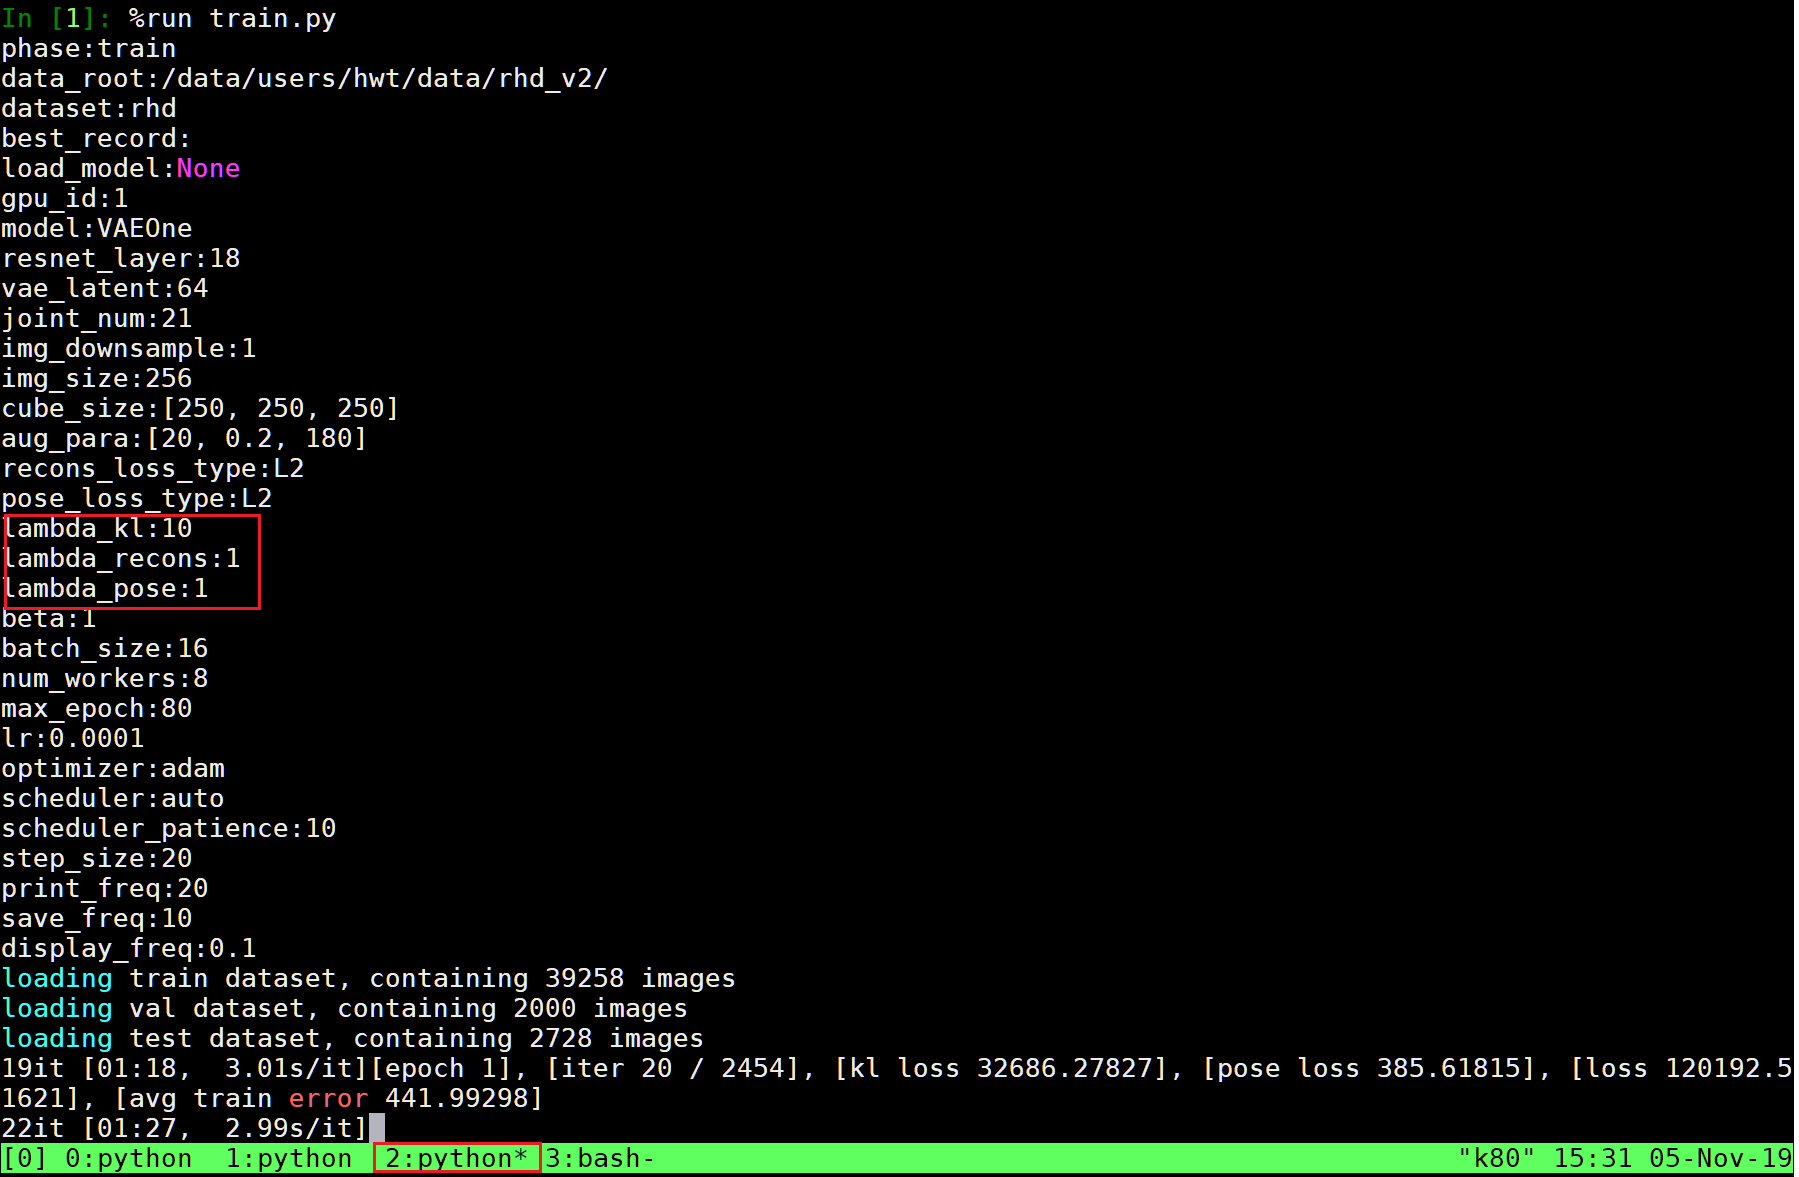 In [1]: %run train.py
phase:train
data_root:/data/users/hwt/data/rhd_v2/
dataset:rhd
best_record:
load_model:None
gpu_id:1
model:VAEOne
resnet_layer:18
vae_latent:64
joint_num:21
img_downsample:1
img_size:256
cube_size:[250, 250, 250]
aug_para:[20, 0.2, 180]
recons_loss_type:L2
pose_loss_type:L2
lambda_kl:10
lambda_recons:1
lambda_pose:1
beta:1
batch_size:16
num_workers:8
max_epoch:80
lr:0.0001
optimizer:adam
scheduler:auto
scheduler_patience:10
step_size:20
print_freq:20
save_freq:10
display_freq:0.1
loading train dataset, containing 39258 images
loading val dataset, containing 2000 images
loading test dataset, containing 2728 images
19it [01:18,  3.01s/it][epoch 1], [iter 20 / 2454], [kl loss 32686.27827], [pose loss 385.61815], [loss 120192.5
1621], [avg train error 441.99298]
22it [01:27,  2.99s/it]
[0] 0:python  1:python  2:python* 3:bash-    "k80" 15:31 05-Nov-19